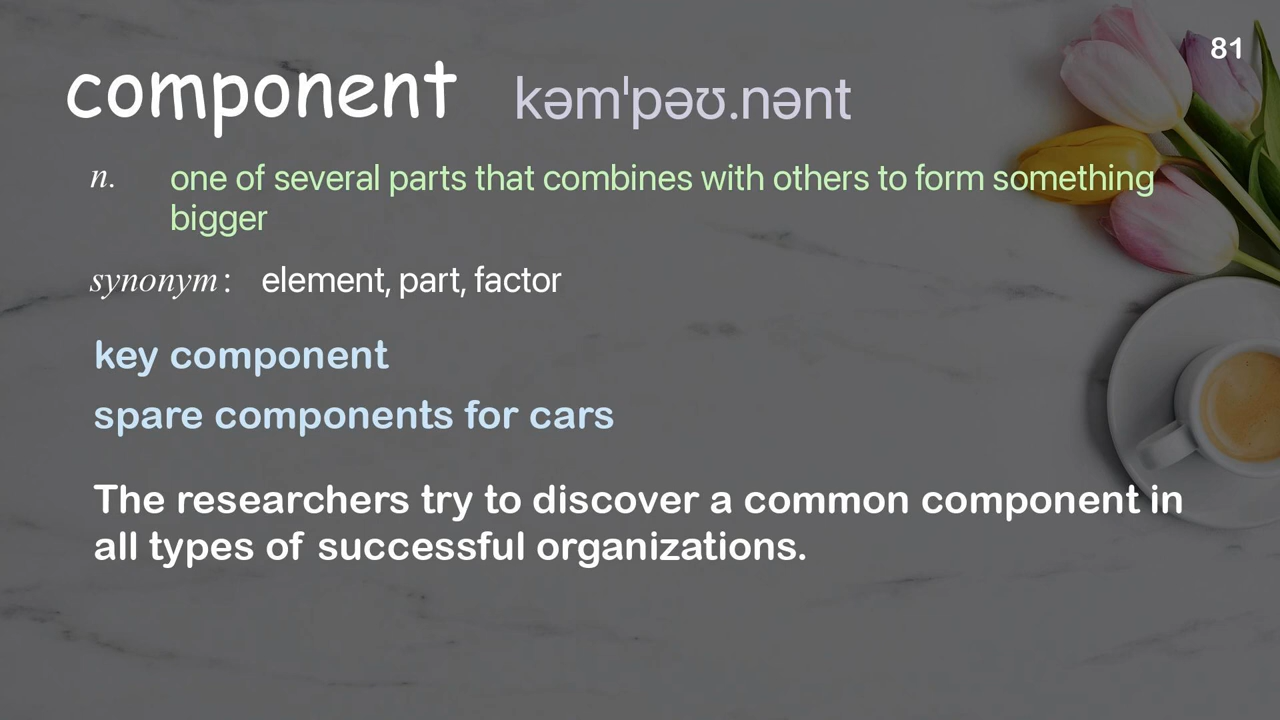 81
component kəmˈpəʊ.nənt
n. one of several parts that combines with others to form something
bigger
synonym: element, part, factor
key component
spare components for cars
The researchers try to discover a common component in
all types of successful organizations.